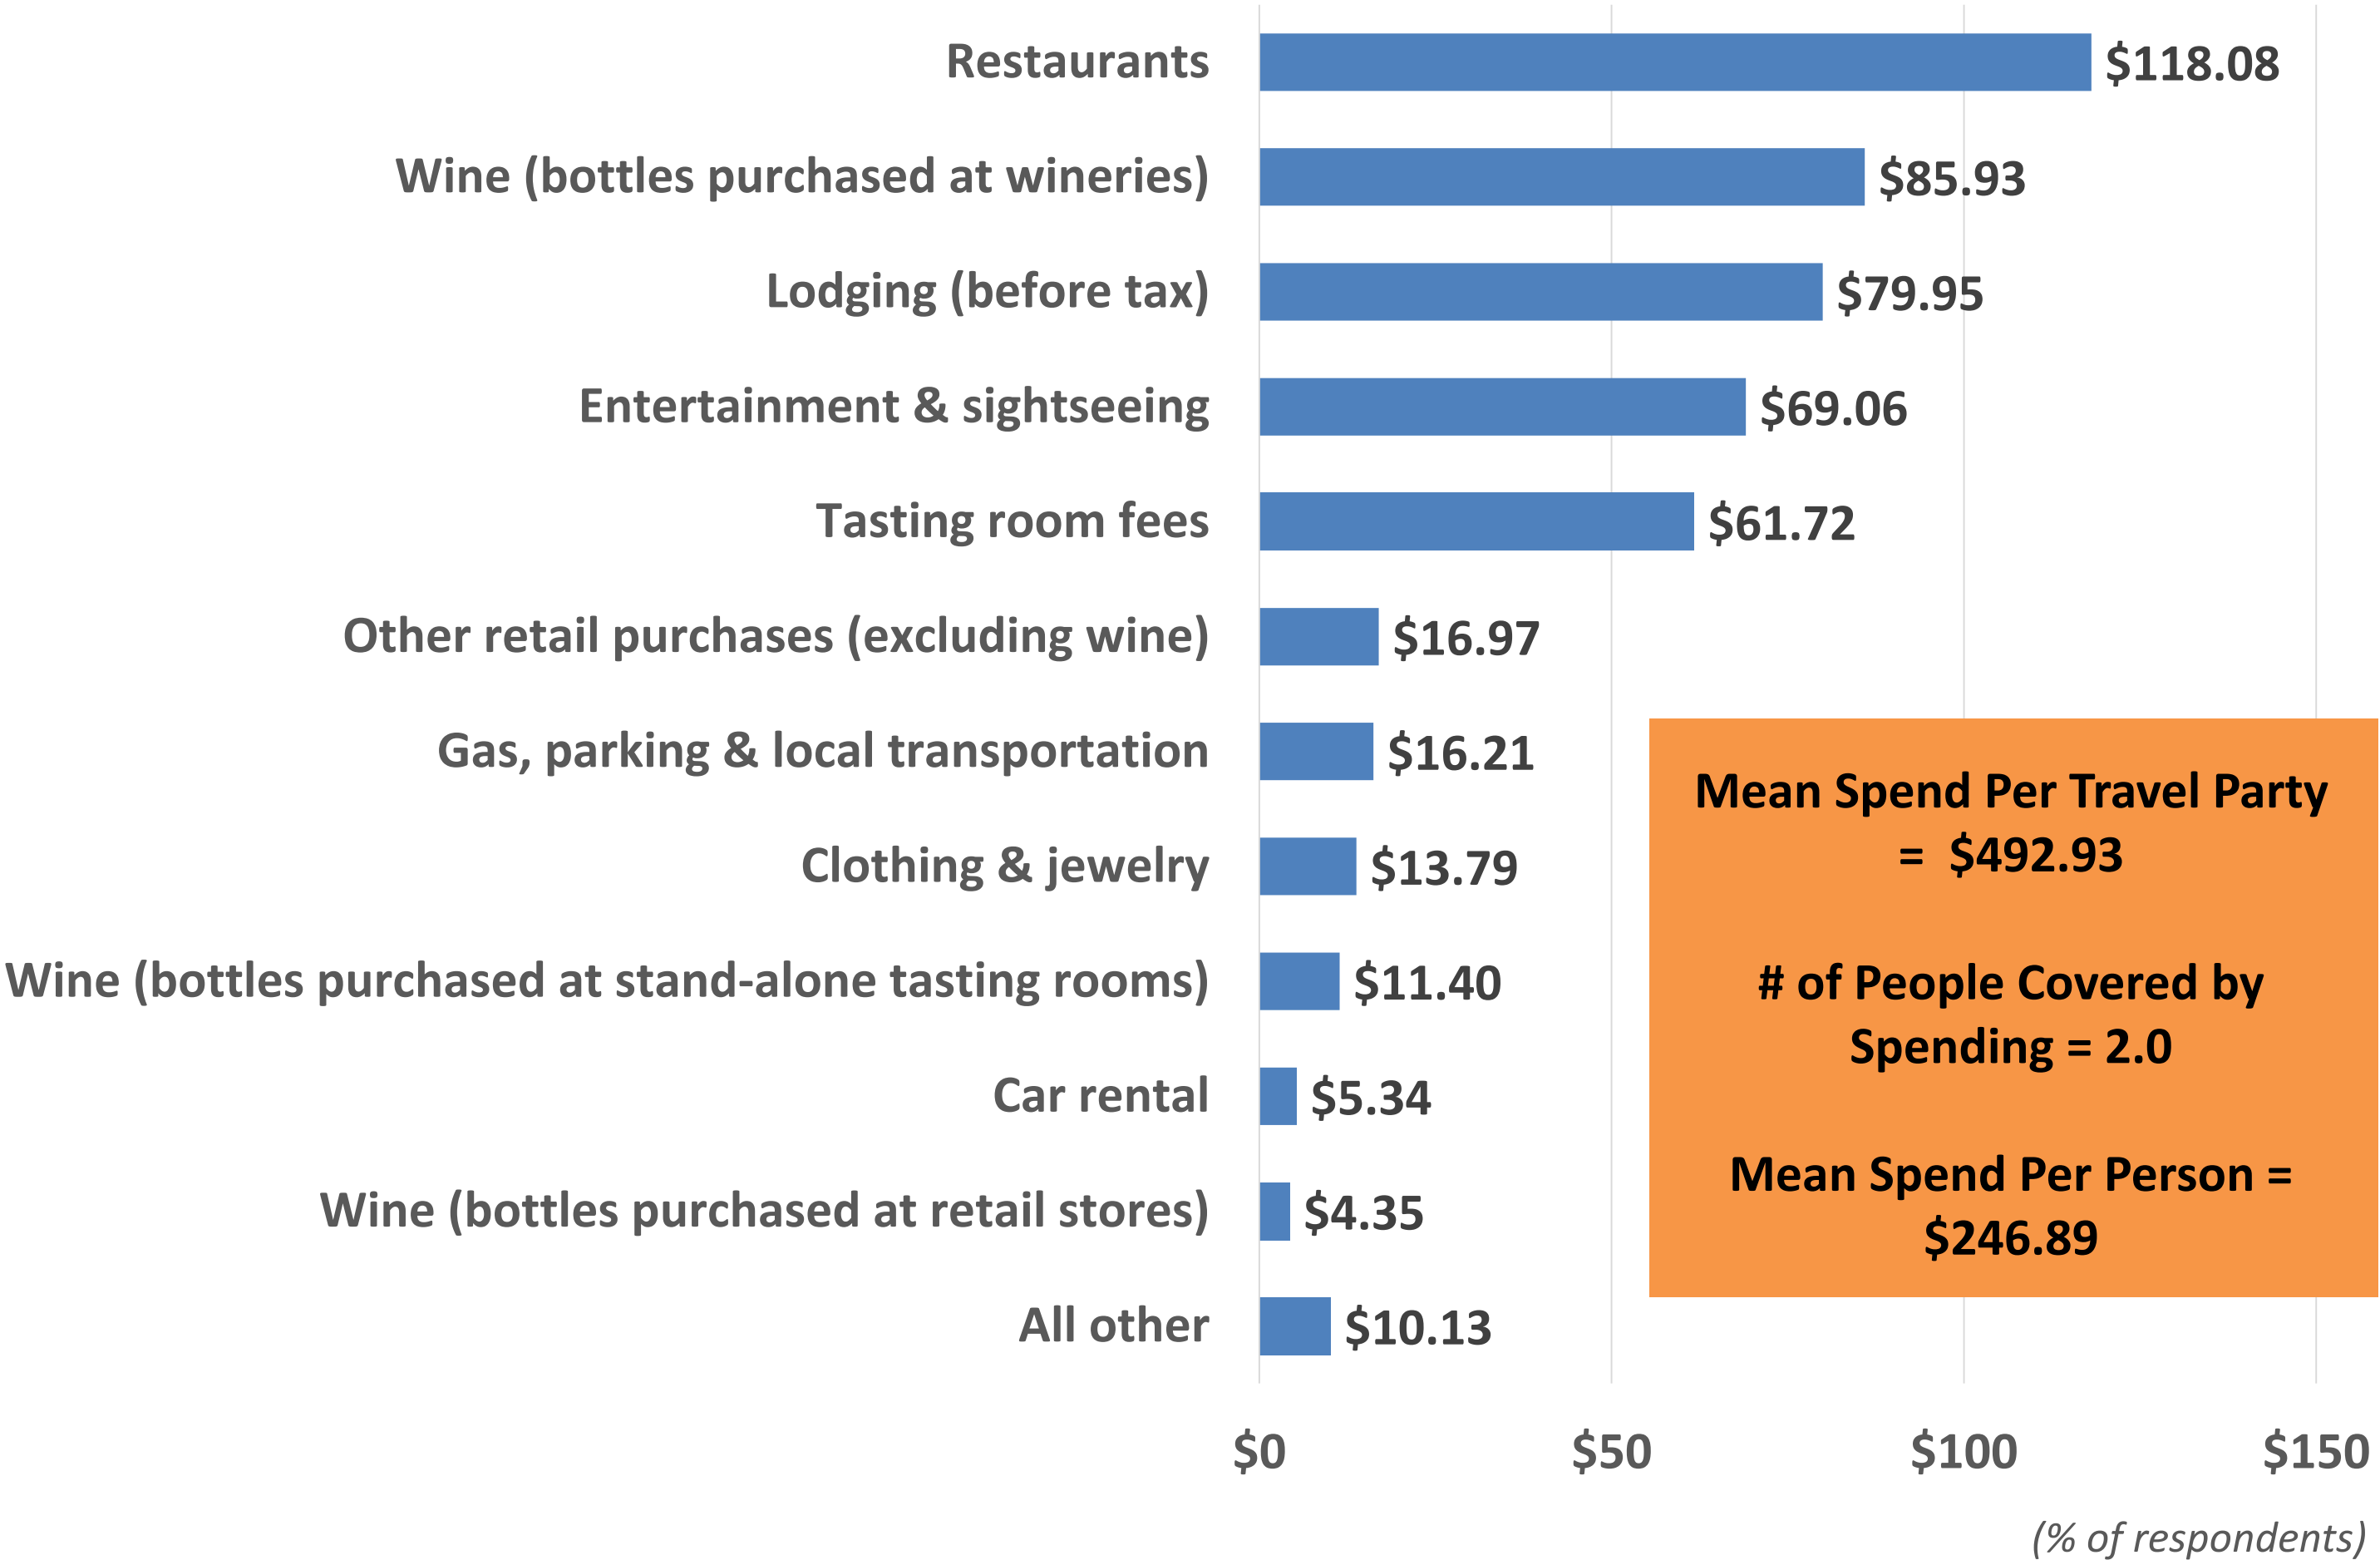 Restaurants $118.08
Wine (bottles purchased at wineries) $85.93
Lodging (before tax) $79.95
Entertainment & sightseeing $69.06
Tasting room fees $61.72
Other retail purchases (excluding wine) $16.97
Gas, parking & local transportation $16.21
Clothing & jewelry $13.79
Wine (bottles purchased at stand-alone tasting rooms) $11.40
Car rental $5.34
Wine (bottles purchased at retail stores) $4.35
All other $10.13
Mean Spend Per Travel Party
= $492.93
# of People Covered by
Spending = 2.0
Mean Spend Per Person =
$246.89
$0 $50 $100 $150
(% of respondents)